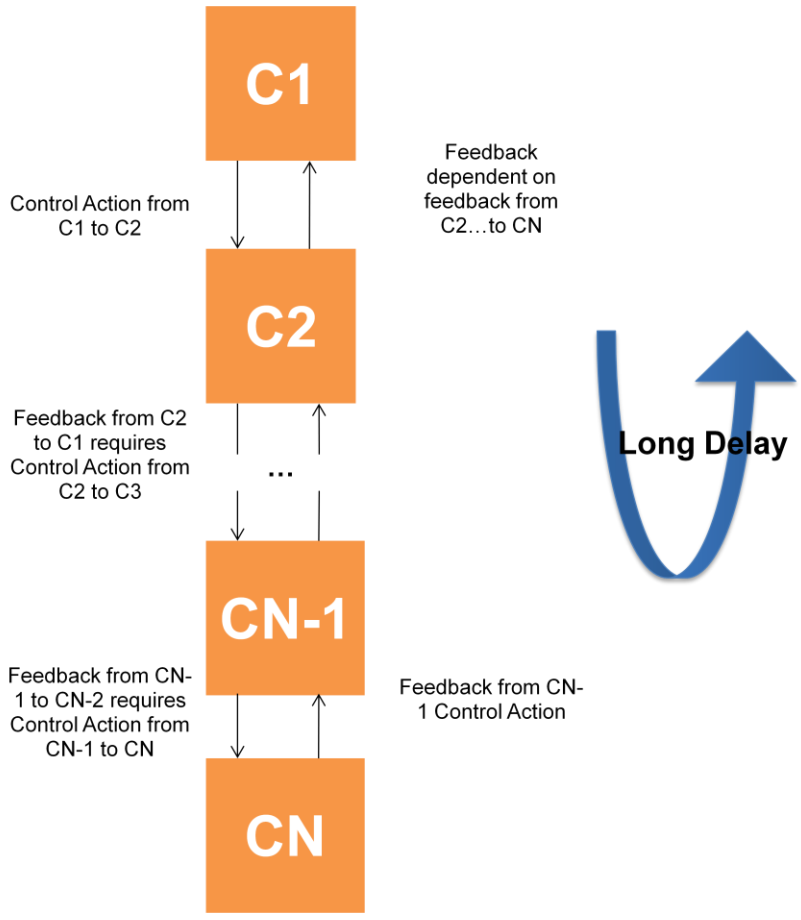 C1
Control Action from
C1 to C2
Feedback
dependent on
feedback from
C2...to CN
C2
Feedback from C2
to C1 requires
Control Action from
C2 to C3
...
Long Delay
CN-1
Feedback from CN-
1 to CN-2 requires
Control Action from
CN-1 to CN
Feedback from CN-
1 Control Action
CN